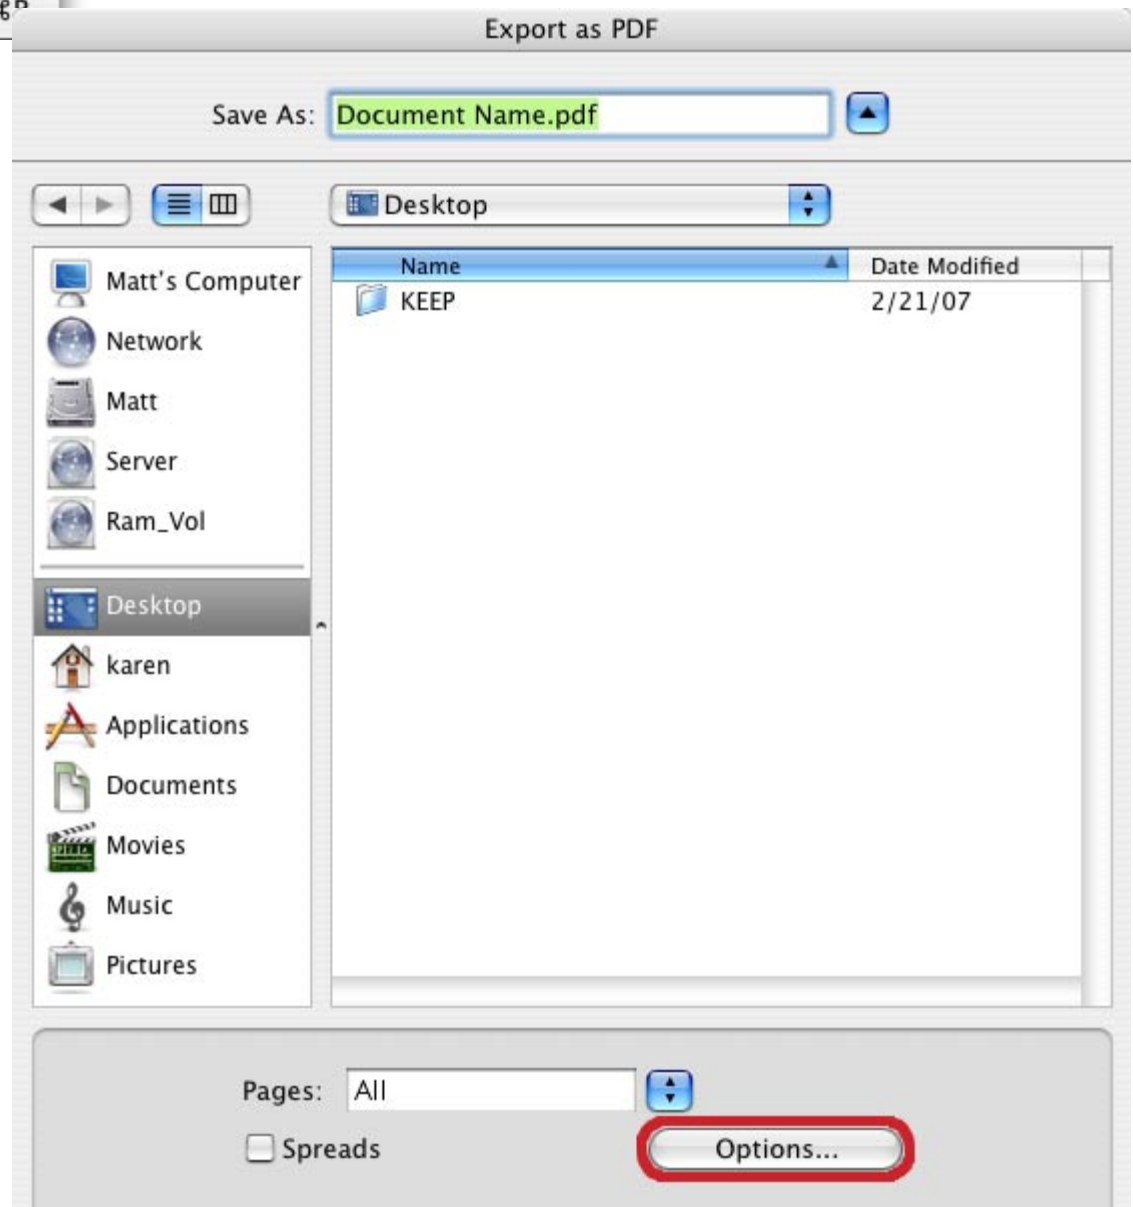 Export as PDF
Save As: Document Name.pdf
Desktop
Name Date Modified
KEEP 2/21/07
Matt's Computer
Network
Matt
Server
Ram_Vol
Desktop
karen
Applications
Documents
Movies
Music
Pictures
Pages: All
Spreads Options...